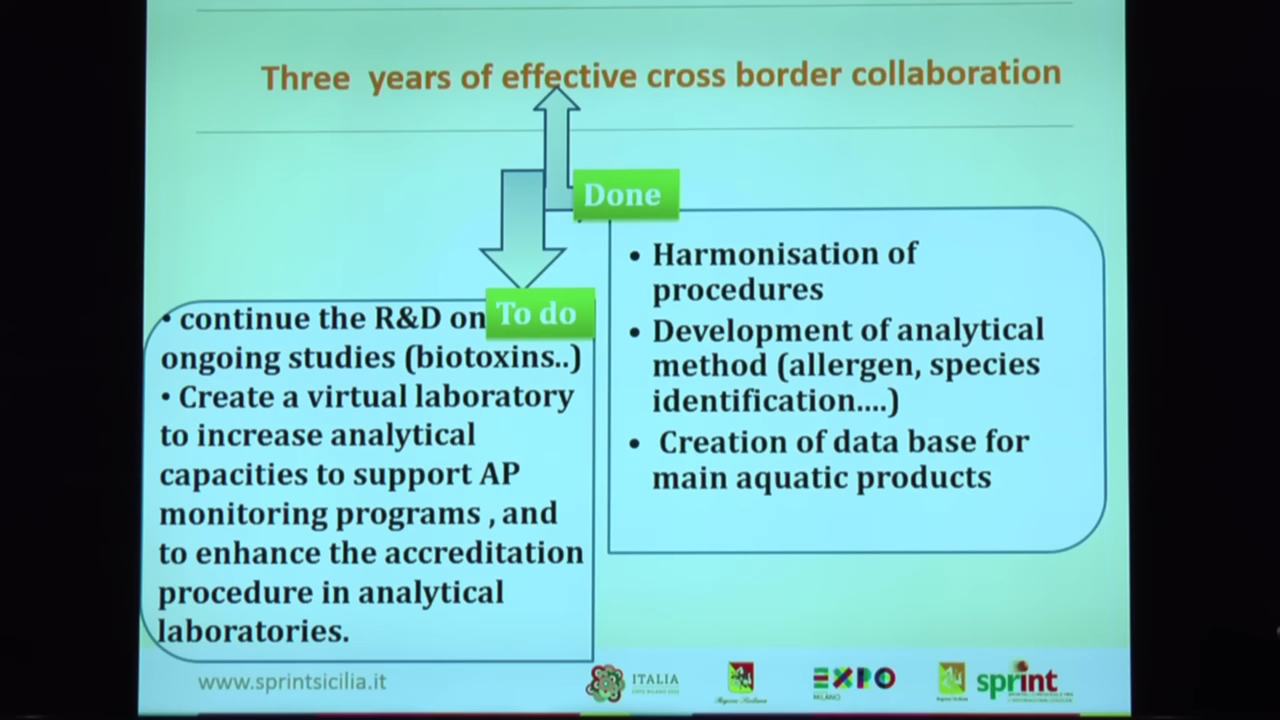 Three years of effective cross border collaboration
Done
• Harmonisation of
procedures
• Development of analytical
method (allergen, species
identification....)
• Creation of data base for
main aquatic products
To do
• continue the R&D on
ongoing studies (biotoxins..)
• Create a virtual laboratory
to increase analytical
capacities to support AP
monitoring programs , and
to enhance the accreditation
procedure in analytical
laboratories.
www.sprintsicilia.it
ITALIA
EXPO
MILANO
sprint